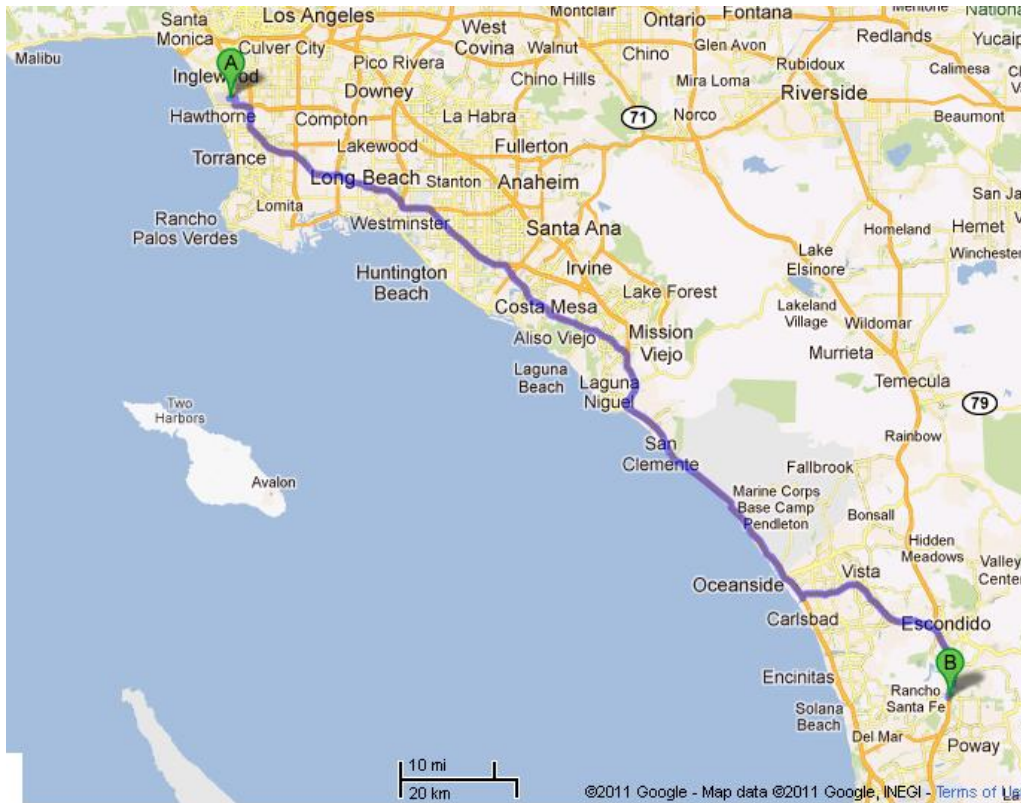 Santa
Monica
Los Angeles
West
Covina
Montclair
Ontario
Fontana
Redlands
Malibu
Culver City
Pico Rivera
Walnut
Chino
Glen Avon
Rubidoux
Calimesa
A
Inglewood
Downey
Chino Hills
Mira Loma
Riverside
Hawthorne
Compton
La Habra
71
Norco
Beaumont
Torrance
Lakewood
Fullerton
Long Beach
Stanton
Anaheim
Lomita
Rancho
Palos Verdes
Westminster
Santa Ana
Homeland
Hemet
Winchester
Huntington
Beach
Irvine
Lake
Elsinore
Costa Mesa
Lake Forest
Lakeland
Village
Wildomar
Aliso Viejo
Mission
Viejo
Murrieta
Laguna
Beach
Laguna
Niguel
Temecula
79
Two
Harbors
San
Clemente
Rainbow
Avalon
Fallbrook
Marine Corps
Base Camp
Pendleton
Bonsall
Hidden
Meadows
Valley
Center
Oceanside
Vista
Carlsbad
Escondido
B
Encinitas
Rancho
Santa Fe
Solana
Beach
Del Mar
Poway
10 mi
20 km
©2011 Google - Map data ©2011 Google, INEGI - Terms of